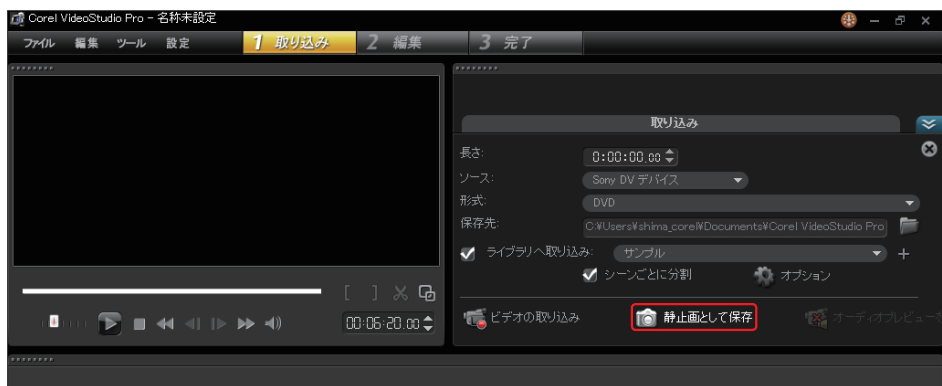 Corel VideoStudio Pro - 名称未設定
ファイル 編集 ツール 設定 1 取り込み 2 編集 3 完了
取り込み
長さ: 0:00:00.00
ソース: Sony DV デバイス
形式: DVD
保存先: C:¥Users¥shima_corel¥Documents¥Corel VideoStudio Pro
ライブラリへ取り込み: サンプル
シーンごとに分割 オプション
00:06:20.00
ビデオの取り込み 静止画として保存 オーディオプレビュー